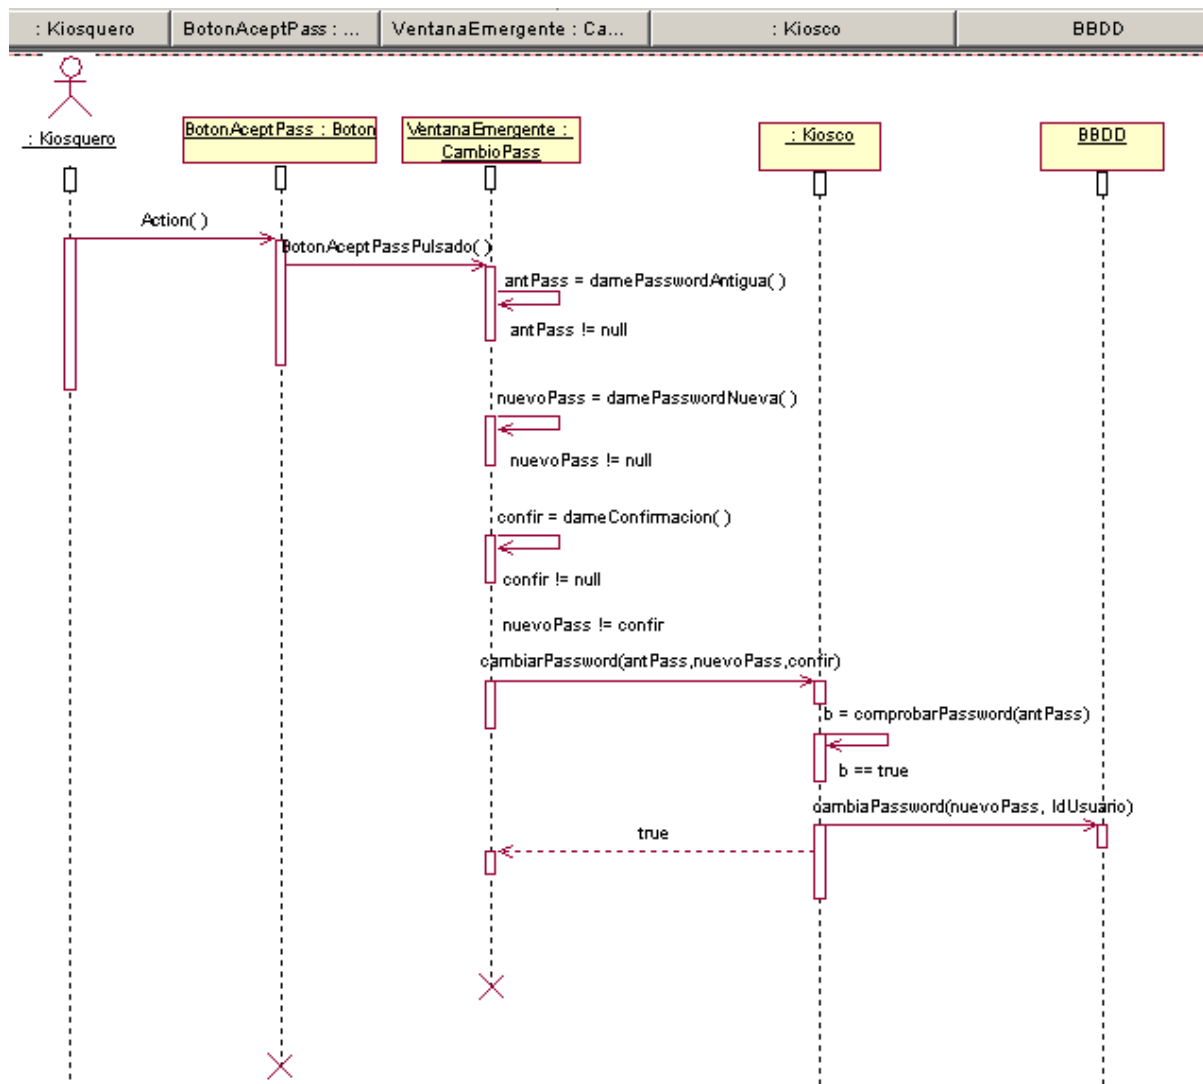 : Kiosquero
BotonAceptPass : ...
VentanaEmergente : Ca...
: Kiosco
BBDD
: Kiosquero
BotonAceptPass : Boton
VentanaEmergente :
CambioPass
: Kiosco
BBDD
Action( )
BotonAceptPassPulsado( )
antPass = damePasswordAntigua( )
antPass != null
nuevoPass = damePasswordNueva( )
nuevoPass != null
confir = dameConfirmacion( )
confir != null
nuevoPass != confir
cambiarPassword(antPass,nuevoPass,confir)
b = comprobarPassword(antPass)
b == true
cambiaPassword(nuevoPass, IdUsuario)
true